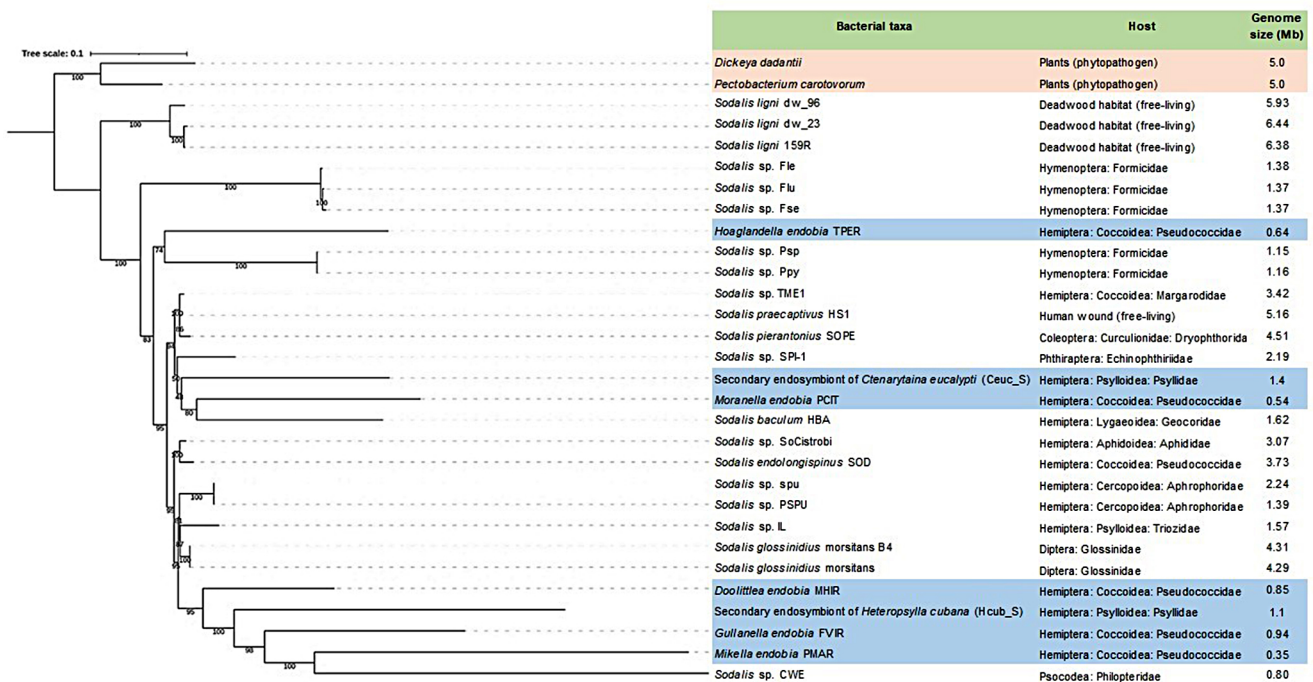 Bacterial taxa Host Genome size (Mb)
Tree scale: 0.1
Dickeya dadantii Plants (phytopathogen) 5.0
100
Pectobacterium carotovorum Plants (phytopathogen) 5.0
Sodalis ligni dw_96 Deadwood habitat (free-living) 5.93
100
Sodalis ligni dw_23 Deadwood habitat (free-living) 6.44
100
Sodalis ligni 159R Deadwood habitat (free-living) 6.38
Sodalis sp. Fle Hymenoptera: Formicidae 1.38
100
Sodalis sp. Flu Hymenoptera: Formicidae 1.37
100
Sodalis sp. Fse Hymenoptera: Formicidae 1.37
Hoaglandella endobia TPER Hemiptera: Coccoidea: Pseudococcidae 0.64
74
Sodalis sp. Psp Hymenoptera: Formicidae 1.15
100
100
Sodalis sp. Ppy Hymenoptera: Formicidae 1.16
Sodalis sp. TME1 Hemiptera: Coccoidea: Margarodidae 3.42
Sodalis praecaptivus HS1 Human wound (free-living) 5.16
Sodalis pierantonius SOPE Coleoptera: Curculionidae: Dryophthorida 4.51
83
Sodalis sp. SPI-1 Phthiraptera: Echinophthiriidae 2.19
Secondary endosymbiont of Ctenarytaina eucalypti (Ceuc_S) Hemiptera: Psylloidea: Psyllidae 1.4
Moranella endobia PCIT Hemiptera: Coccoidea: Pseudococcidae 0.54
80
Sodalis baculum HBA Hemiptera: Lygaeoidea: Geocoridae 1.62
95
Sodalis sp. SoCistrobi Hemiptera: Aphidoidea: Aphididae 3.07
Sodalis endolongispinus SOD Hemiptera: Coccoidea: Pseudococcidae 3.73
Sodalis sp. spu Hemiptera: Cercopoidea: Aphrophoridae 2.24
100
Sodalis sp. PSPU Hemiptera: Cercopoidea: Aphrophoridae 1.39
Sodalis sp. IL Hemiptera: Psylloidea: Triozidae 1.57
Sodalis glossinidius morsitans B4 Diptera: Glossinidae 4.31
100
Sodalis glossinidius morsitans Diptera: Glossinidae 4.29
Doolittlea endobia MHIR Hemiptera: Coccoidea: Pseudococcidae 0.85
95
Secondary endosymbiont of Heteropsylla cubana (Hcub_S) Hemiptera: Psylloidea: Psyllidae 1.1
100
Gullanella endobia FVIR Hemiptera: Coccoidea: Pseudococcidae 0.94
98
Mikella endobia PMAR Hemiptera: Coccoidea: Pseudococcidae 0.35
100
Sodalis sp. CWE Psocodea: Philopteridae 0.80